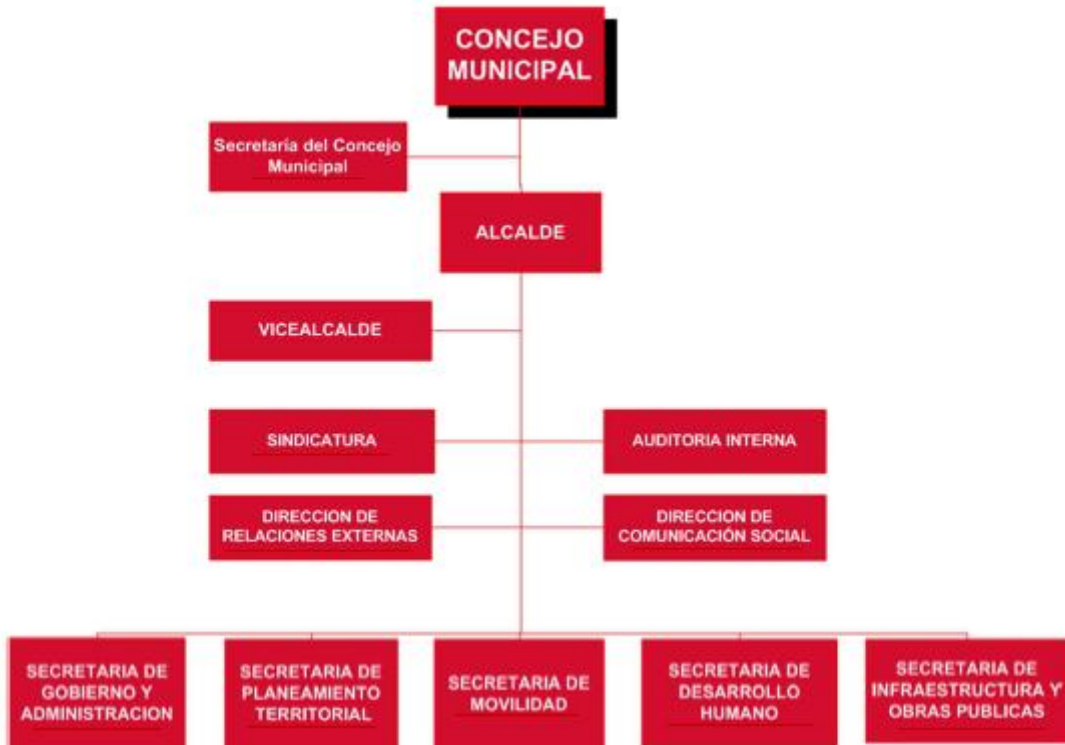 CONCEJO
MUNICIPAL
Secretaría del Concejo
Municipal
ALCALDE
VICEALCALDE
SINDICATURA
AUDITORIA INTERNA
DIRECCION DE
RELACIONES EXTERNAS
DIRECCION DE
COMUNICACIÓN SOCIAL
SECRETARIA DE
GOBIERNO Y
ADMINISTRACION
SECRETARIA DE
PLANEAMIENTO
TERRITORIAL
SECRETARIA DE
MOVILIDAD
SECRETARIA DE
DESARROLLO
HUMANO
SECRETARIA DE
INFRAESTRUCTURA Y
OBRAS PUBLICAS